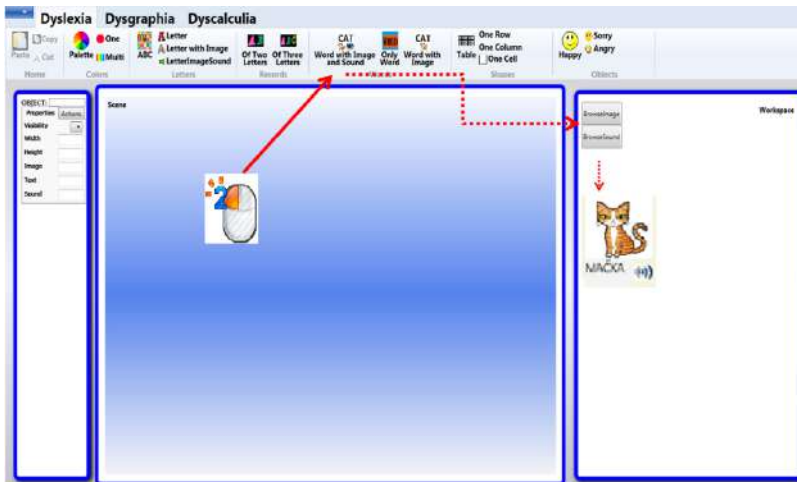 Dyslexia Dysgraphia Dyscalculia
Copy
Paste
Cut
Home
Palette
One
Multi
Colors
ABC
Letter
Letter with Image
LetterImageSound
Letters
Of Two Letters
Of Three Letters
Records
CAT
Word with Image and Sound
Only Word
CAT
Word with Image
Words
Table
One Row
One Column
One Cell
Shapes
Happy
Sorry
Angry
Objects
OBJECT:
Properties Actions
Visibility
Width
Height
Image
Text
Sound
Scene
2
BrowseImage
BrowseSound
Workspace
MAČKA